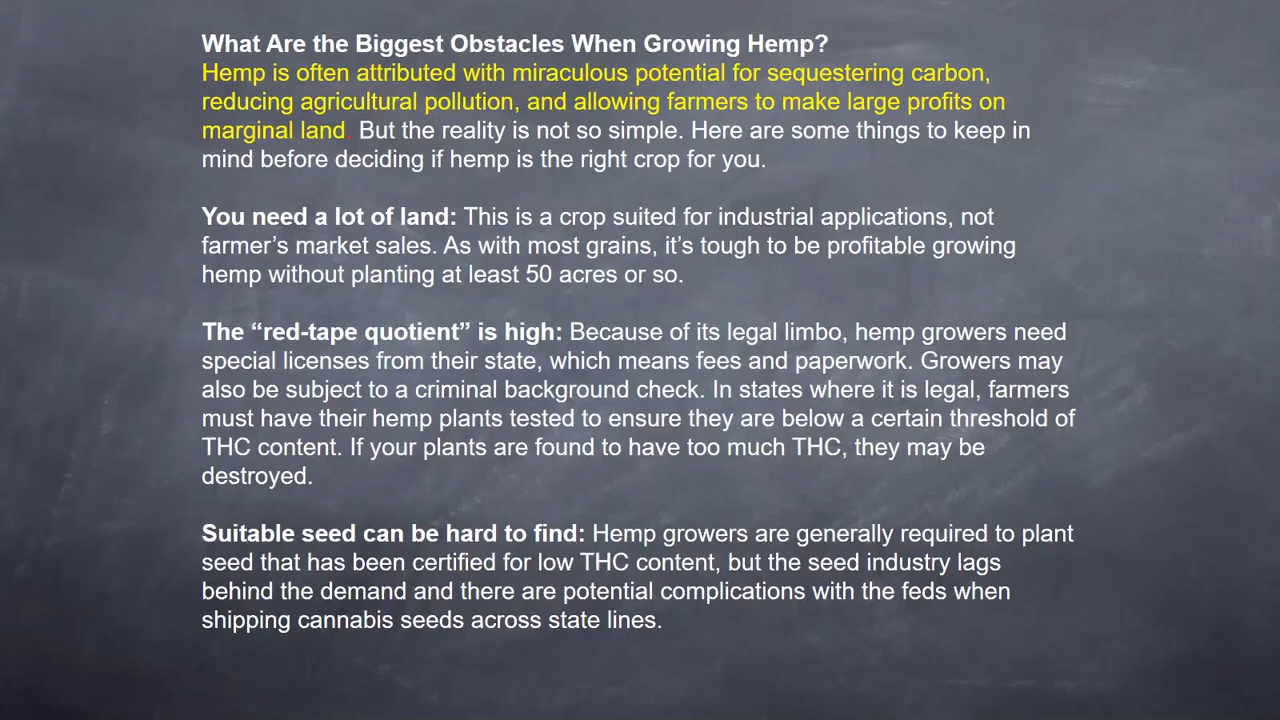 What Are the Biggest Obstacles When Growing Hemp?
Hemp is often attributed with miraculous potential for sequestering carbon,
reducing agricultural pollution, and allowing farmers to make large profits on
marginal land. But the reality is not so simple. Here are some things to keep in
mind before deciding if hemp is the right crop for you.
You need a lot of land: This is a crop suited for industrial applications, not
farmer’s market sales. As with most grains, it’s tough to be profitable growing
hemp without planting at least 50 acres or so.
The “red-tape quotient” is high: Because of its legal limbo, hemp growers need
special licenses from their state, which means fees and paperwork. Growers may
also be subject to a criminal background check. In states where it is legal, farmers
must have their hemp plants tested to ensure they are below a certain threshold of
THC content. If your plants are found to have too much THC, they may be
destroyed.
Suitable seed can be hard to find: Hemp growers are generally required to plant
seed that has been certified for low THC content, but the seed industry lags
behind the demand and there are potential complications with the feds when
shipping cannabis seeds across state lines.